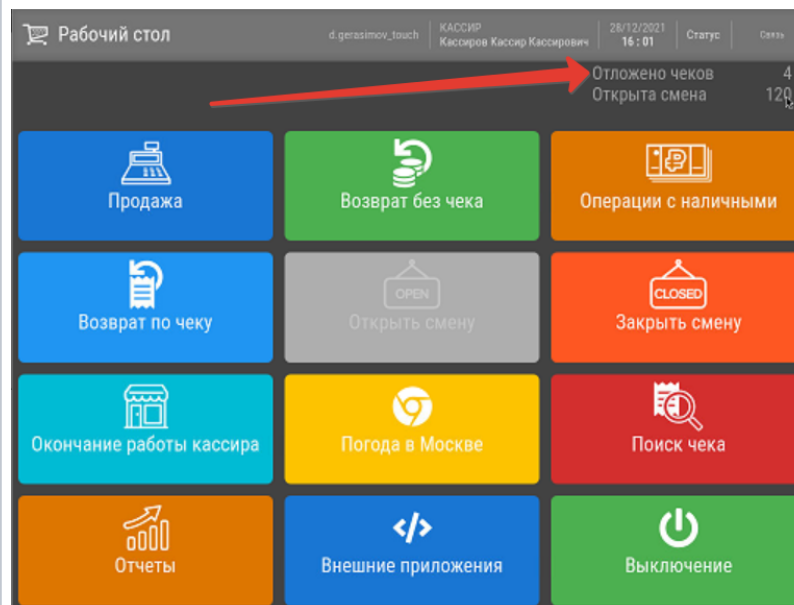 Рабочий стол
d.gerasimov_touch
КАССИР
Кассиров Кассир Кассирович
28/12/2021
16:01
Статус
Связь
Отложено чеков 4
Открыта смена 120
Продажа
Возврат без чека
Операции с наличными
Возврат по чеку
OPEN
Открыть смену
CLOSED
Закрыть смену
Окончание работы кассира
Погода в Москве
Поиск чека
Отчеты
Внешние приложения
Выключение